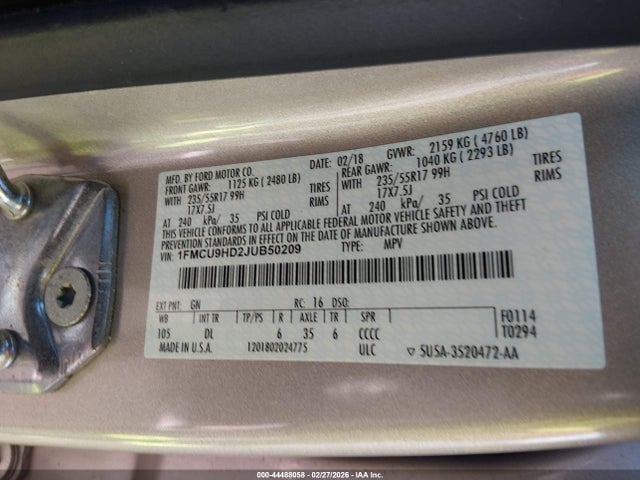 MFD. BY FORD MOTOR CO. DATE: 02/18 GVWR: 2159 KG ( 4760 LB)
FRONT GAWR: 1125 KG ( 2480 LB) REAR GAWR: 1040 KG ( 2293 LB)
WITH 235/55R17 99H TIRES WITH 235/55R17 99H TIRES
17X7.5J RIMS 17X7.5J RIMS
AT 240 kPa/ 35 PSI COLD AT 240 kPa/ 35 PSI COLD
THIS VEHICLE CONFORMS TO ALL APPLICABLE FEDERAL MOTOR VEHICLE SAFETY AND THEFT
PREVENTION STANDARDS IN EFFECT ON THE DATE OF MANUFACTURE SHOWN ABOVE.
VIN: 1FMCU9HD2JUB50209 TYPE: MPV
EXT PNT: GN RC: 16 DSO:
WB INT TR TP/PS R AXLE TR SPR F0114
105 DL 6 35 6 CCCC T0294
MADE IN U.S.A. 1201802024775 ULC ▽ 5U5A-3520472-AA
000-44488058 - 02/27/2026 - IAA Inc.